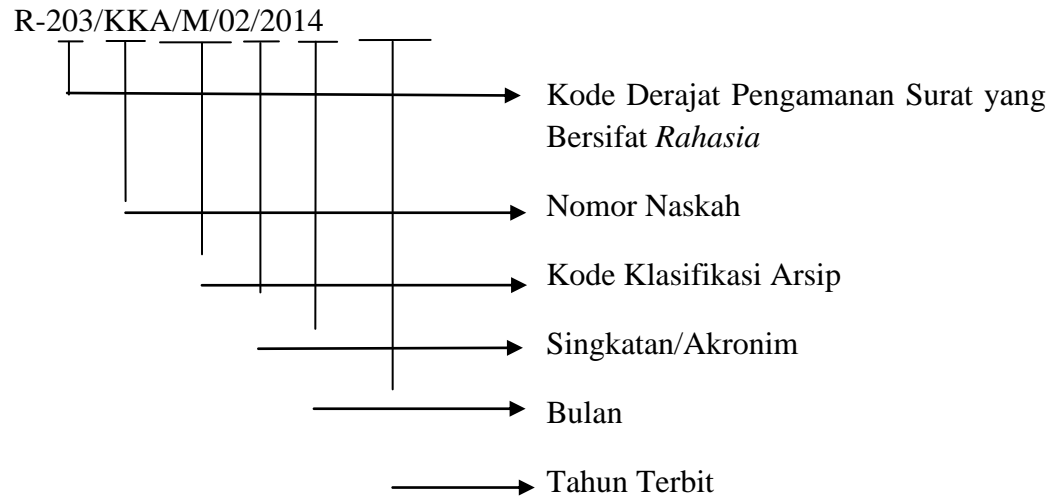 R-203/KKA/M/02/2014
Kode Derajat Pengamanan Surat yang
Bersifat Rahasia
Nomor Naskah
Kode Klasifikasi Arsip
Singkatan/Akronim
Bulan
Tahun Terbit